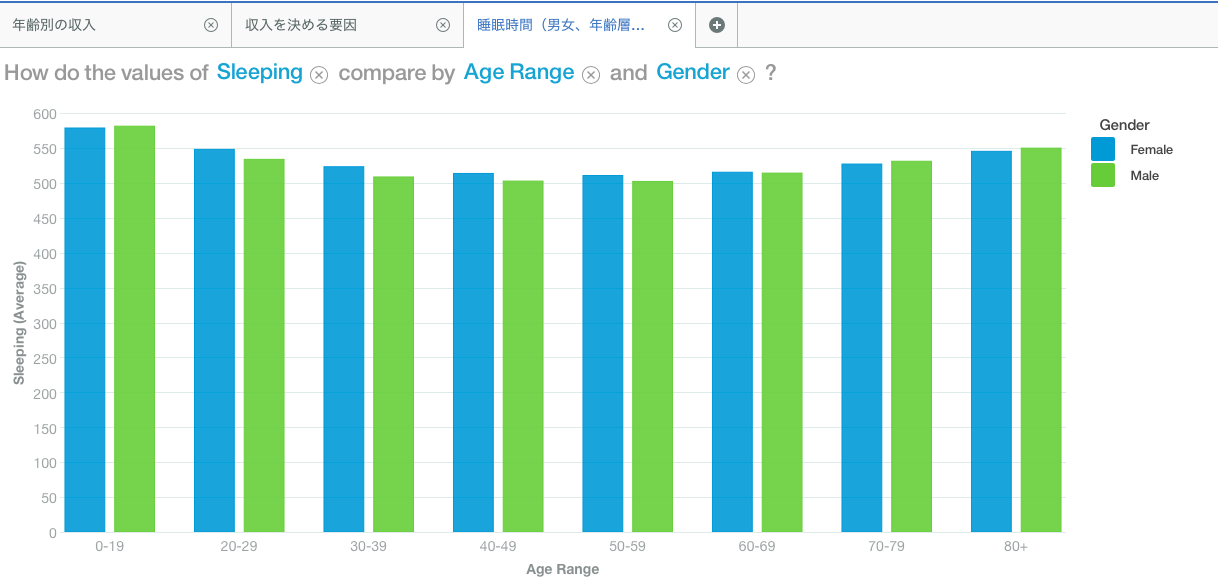 年齢別の収入
収入を決める要因
睡眠時間（男女、年齢層...
How do the values of Sleeping compare by Age Range and Gender ?
Gender
Female
Male
Sleeping (Average)
600
550
500
450
400
350
300
250
200
150
100
50
0
0-19 20-29 30-39 40-49 50-59 60-69 70-79 80+
Age Range